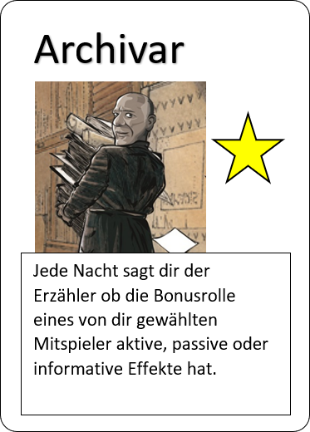 Archivar
Jede Nacht sagt dir der
Erzähler ob die Bonusrolle
eines von dir gewählten
Mitspieler aktive, passive oder
informative Effekte hat.